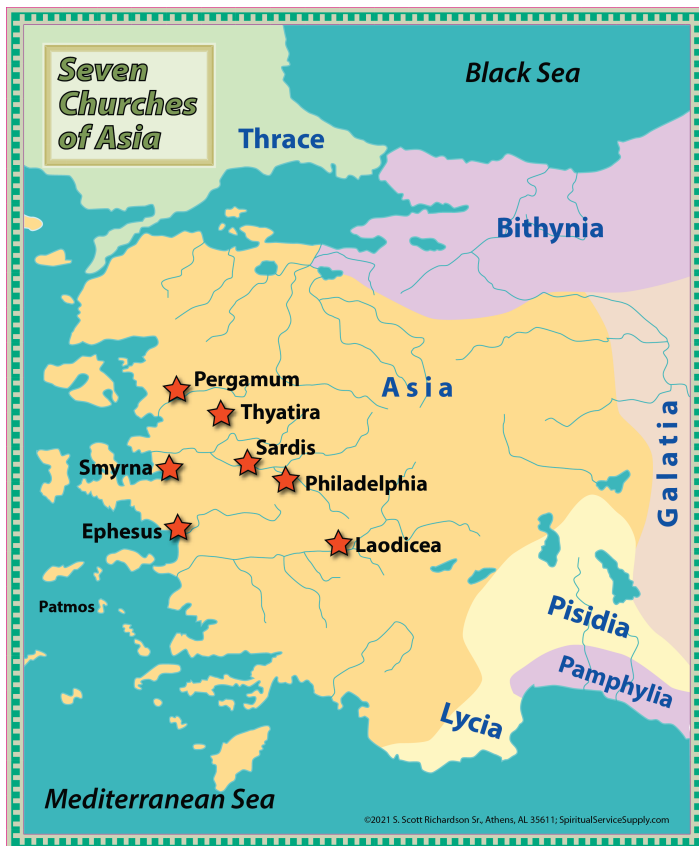 Seven
Churches
of Asia
Black Sea
Thrace
Bithynia
Pergamum
Asia
Thyatira
Sardis
Smyrna
Philadelphia
Galatia
Ephesus
Laodicea
Patmos
Pisidia
Pamphylia
Lycia
Mediterranean Sea
©2021 S. Scott Richardson Sr., Athens, AL 35611; SpiritualServiceSupply.com